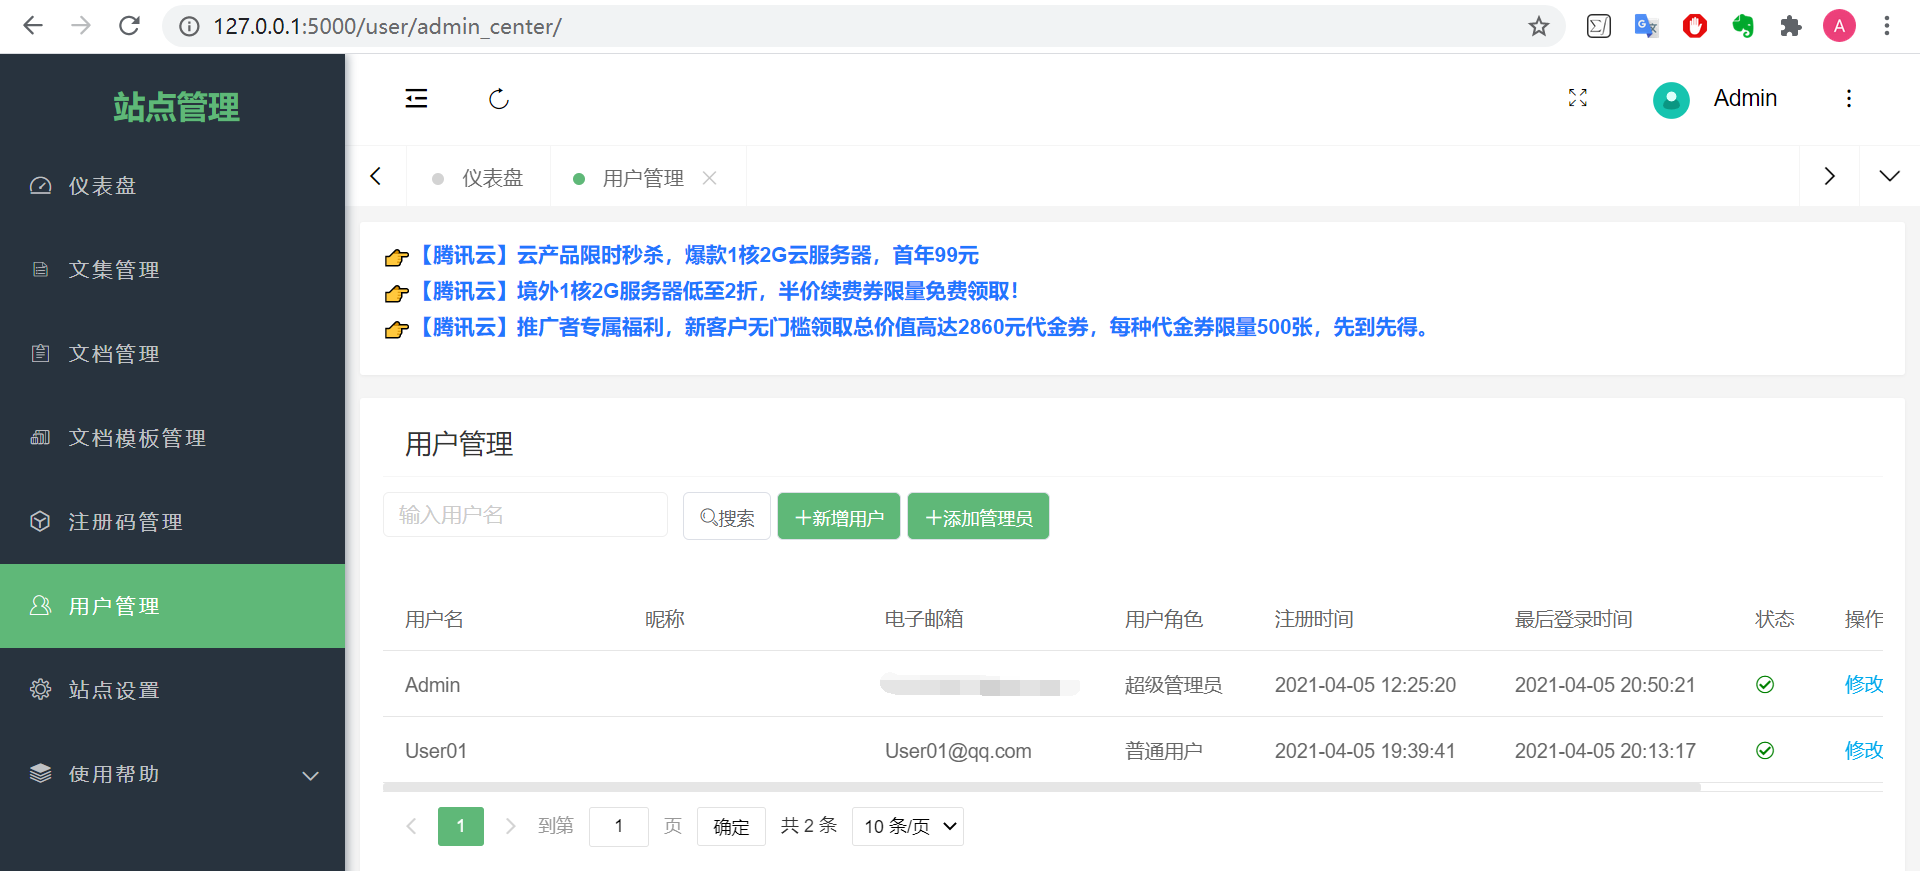 127.0.0.1:5000/user/admin_center/
A
站点管理
仪表盘
文集管理
文档管理
文档模板管理
注册码管理
用户管理
站点设置
使用帮助
Admin
仪表盘 用户管理
【腾讯云】云产品限时秒杀，爆款1核2G云服务器，首年99元
【腾讯云】境外1核2G服务器低至2折，半价续费券限量免费领取！
【腾讯云】推广者专属福利，新客户无门槛领取总价值高达2860元代金券，每种代金券限量500张，先到先得。
用户管理
输入用户名 搜索 新增用户 添加管理员
用户名 昵称 电子邮箱 用户角色 注册时间 最后登录时间 状态 操作
Admin 超级管理员 2021-04-05 12:25:20 2021-04-05 20:50:21 修改
User01 User01@qq.com 普通用户 2021-04-05 19:39:41 2021-04-05 20:13:17 修改
1 到第 1 页 确定 共 2 条 10 条/页